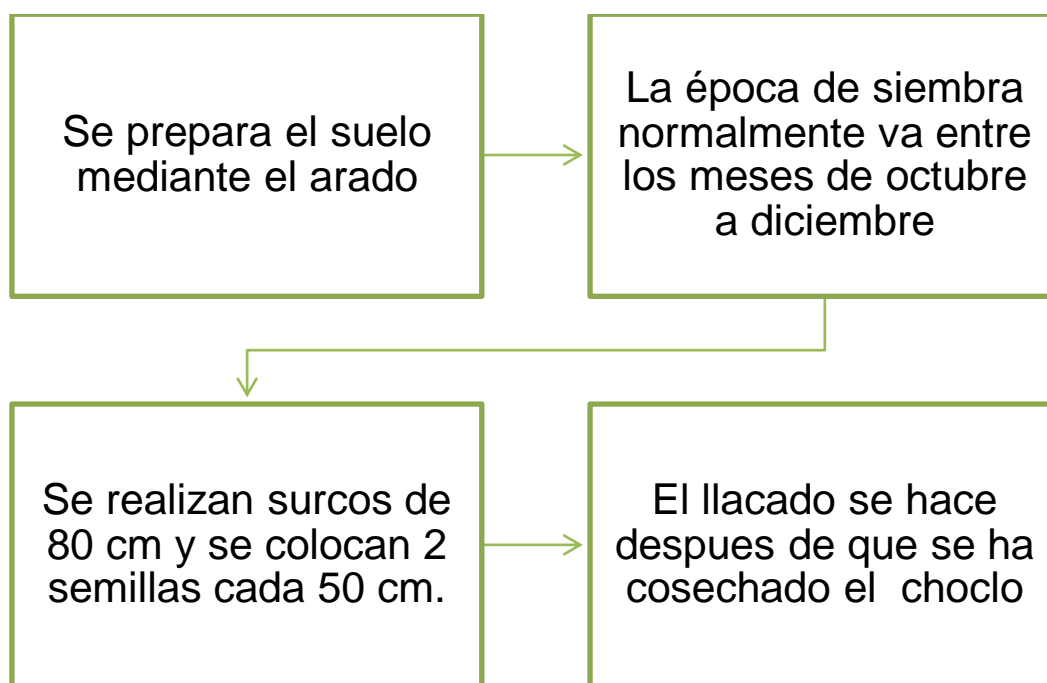 Se prepara el suelo
mediante el arado
La época de siembra
normalmente va entre
los meses de octubre
a diciembre
Se realizan surcos de
80 cm y se colocan 2
semillas cada 50 cm.
El llacado se hace
despues de que se ha
cosechado el choclo